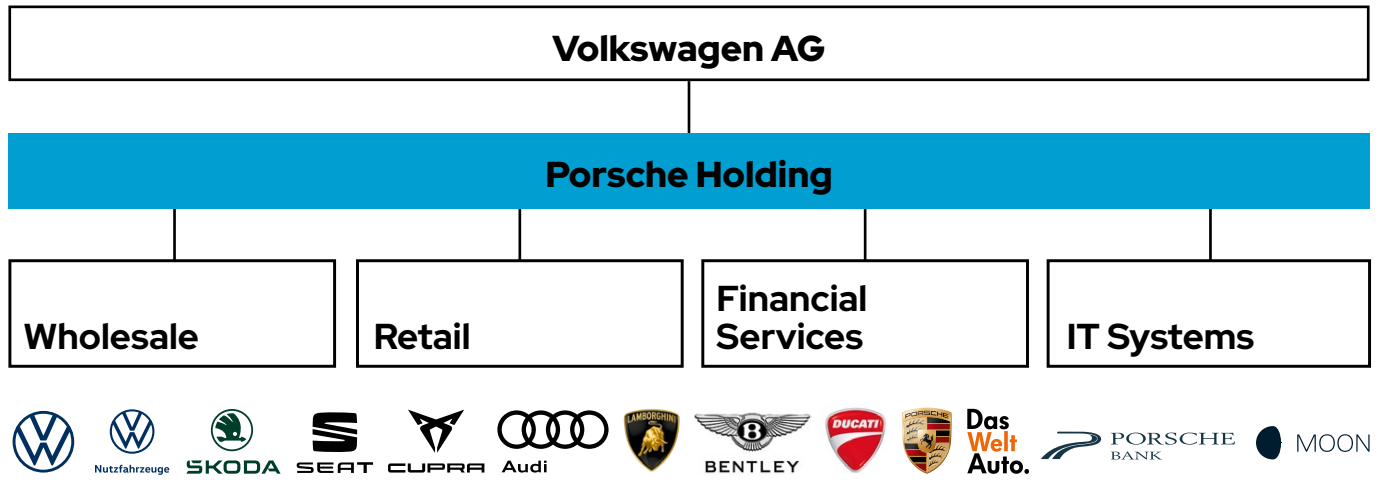 Volkswagen AG
Porsche Holding
Wholesale
Retail
Financial
Services
IT Systems
Nutzfahrzeuge
ŠKODA
SEAT
CUPRA
Audi
LAMBORGHINI
B
BENTLEY
DUCATI
PORSCHE
Das
Welt
Auto.
PORSCHE
BANK
MOON